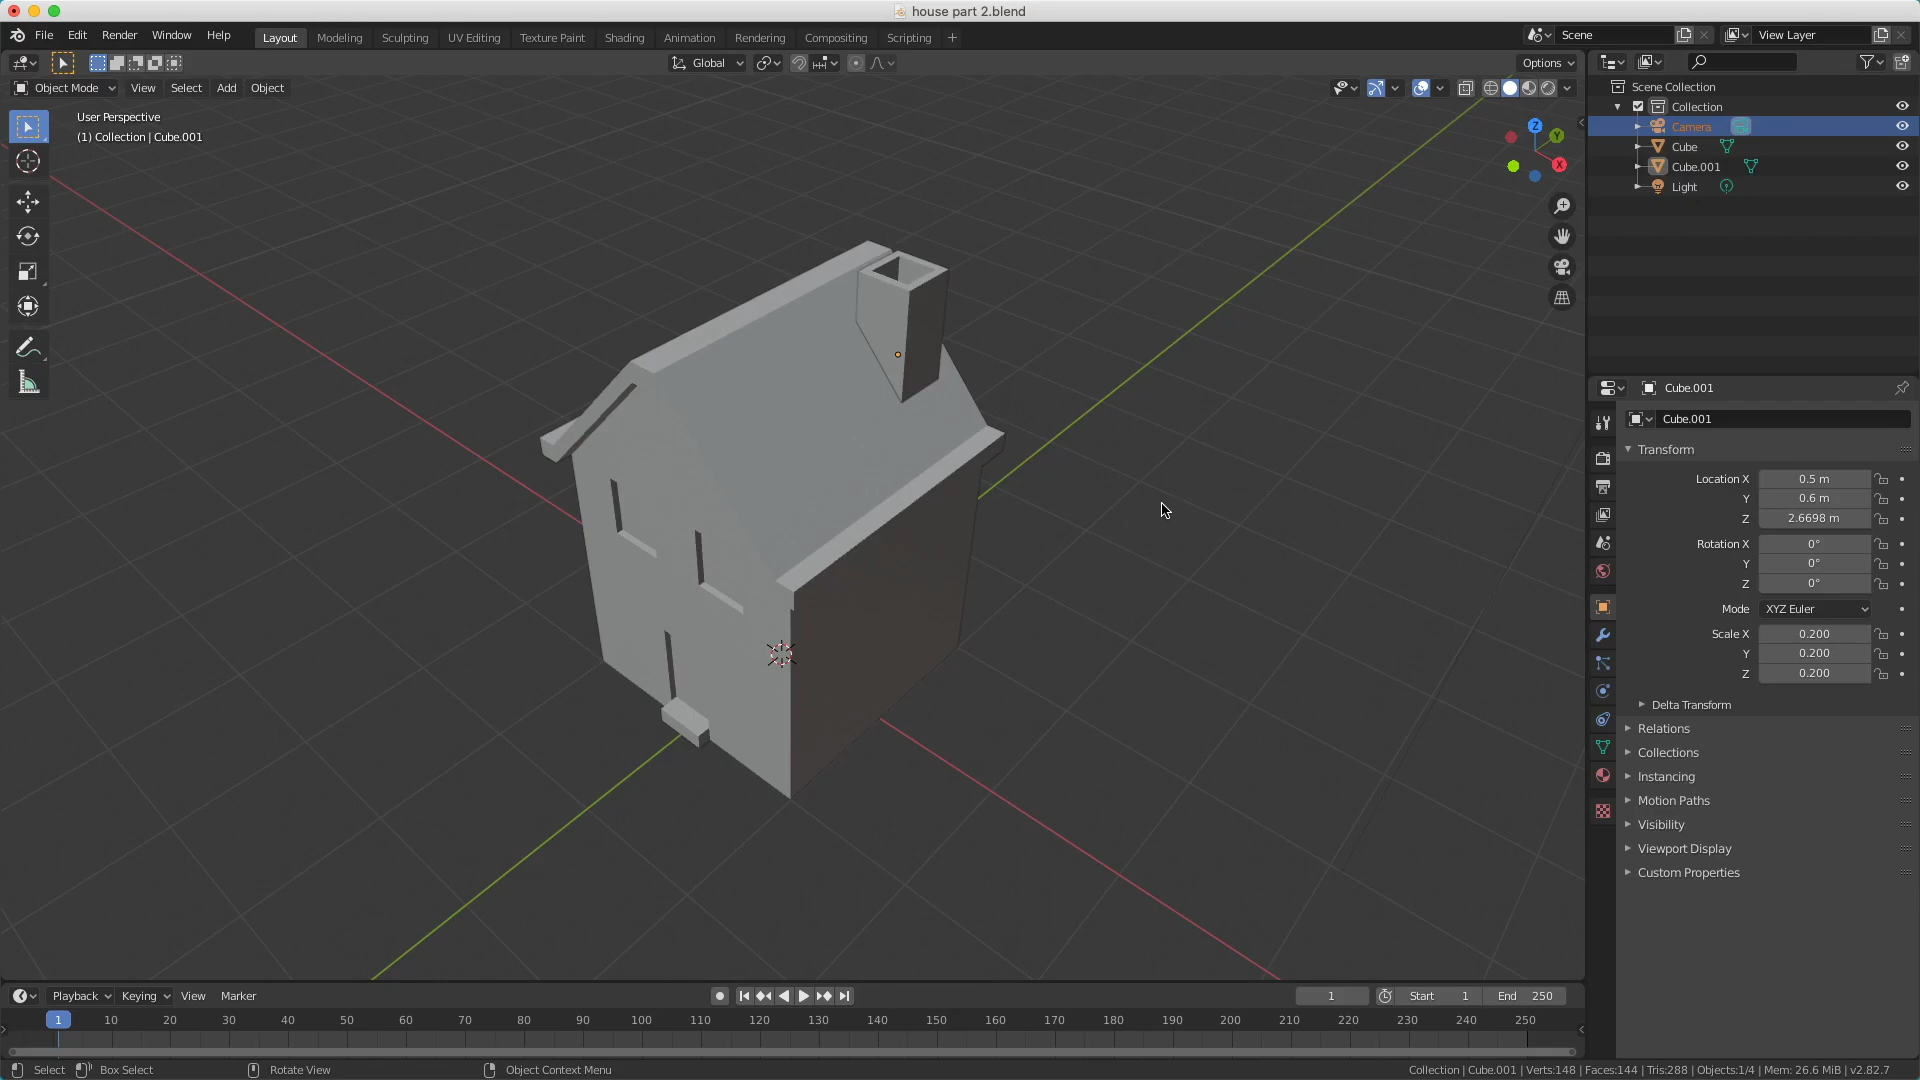 house part 2.blend
File Edit Render Window Help Layout Modeling Sculpting UV Editing Texture Paint Shading Animation Rendering Compositing Scripting + Scene View Layer
Global Options
Object Mode View Select Add Object
User Perspective
(1) Collection | Cube.001
Z
Y
X
Scene Collection
Collection
Camera
Cube
Cube.001
Light
Cube.001
Cube.001
Transform
Location X 0.5 m
Y 0.6 m
Z 2.6698 m
Rotation X 0°
Y 0°
Z 0°
Mode XYZ Euler
Scale X 0.200
Y 0.200
Z 0.200
Delta Transform
Relations
Collections
Instancing
Motion Paths
Visibility
Viewport Display
Custom Properties
Playback Keying View Marker 1 Start 1 End 250
1 10 20 30 40 50 60 70 80 90 100 110 120 130 140 150 160 170 180 190 200 210 220 230 240 250
Select Box Select Rotate View Object Context Menu Collection | Cube.001 | Verts:148 | Faces:144 | Tris:288 | Objects:1/4 | Mem: 26.6 MiB | v2.82.7